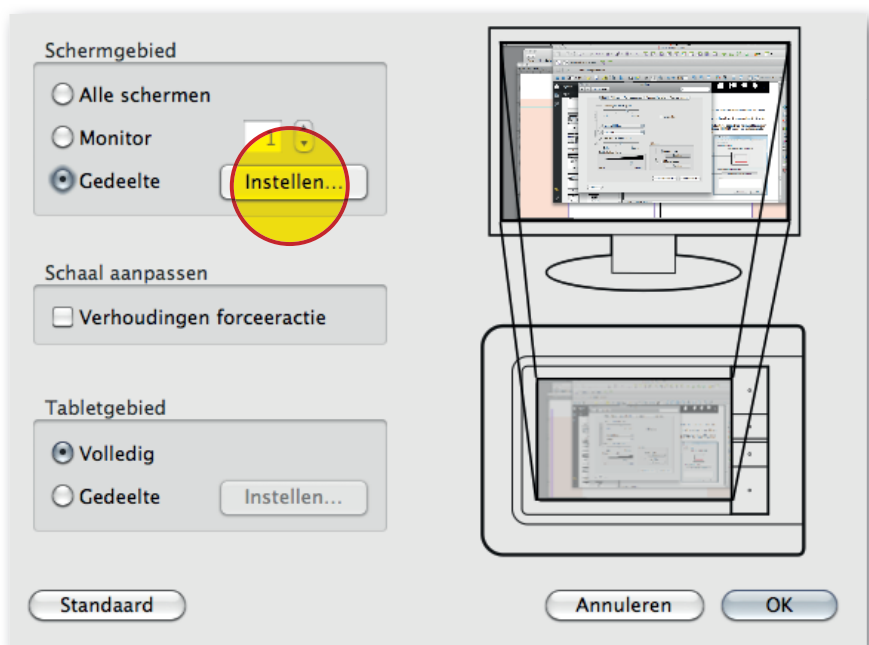 Schermgebied
Alle schermen
Monitor 1
Gedeelte Instellen...
Schaal aanpassen
Verhoudingen forceeractie
Tabletgebied
Volledig
Gedeelte Instellen...
Standaard Annuleren OK